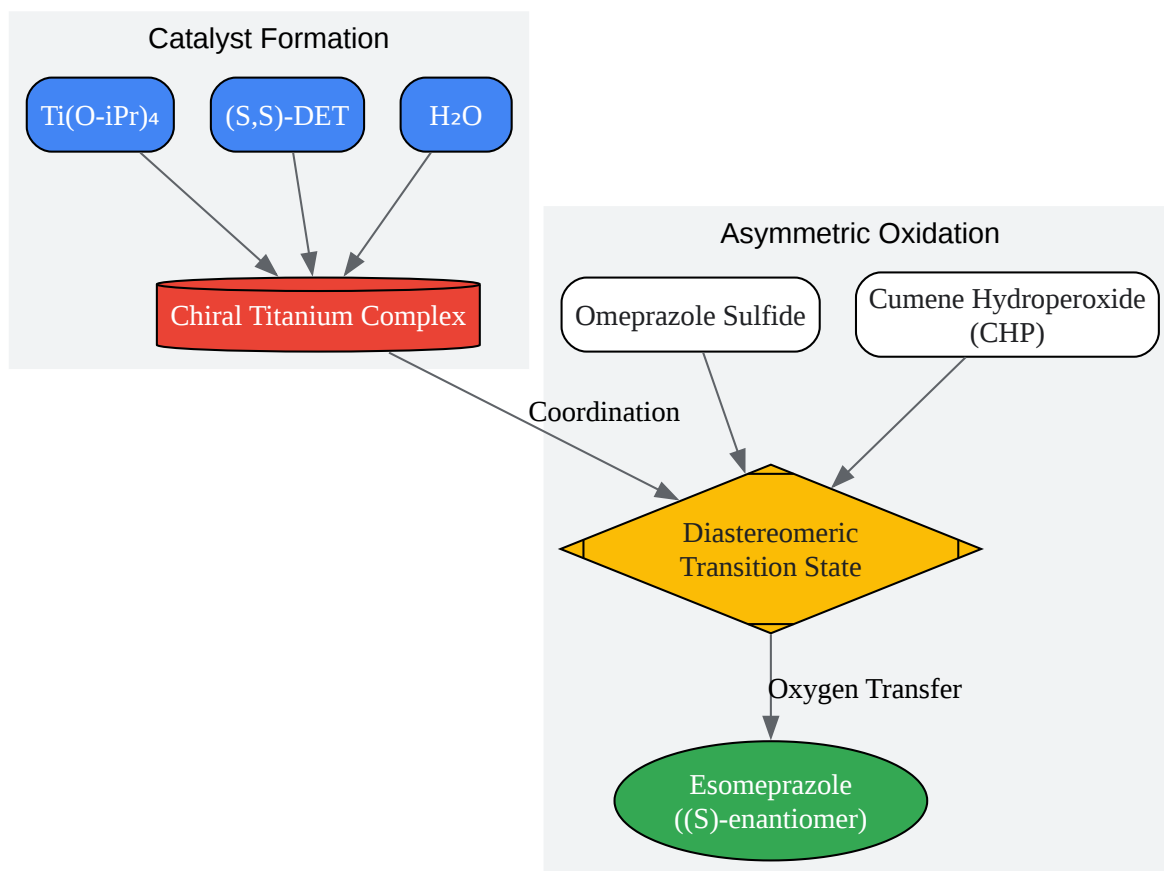 Catalyst Formation
Ti(O-iPr)₄
(S,S)-DET
H₂O
Chiral Titanium Complex
Asymmetric Oxidation
Omeprazole Sulfide
Cumene Hydroperoxide
(CHP)
Coordination
Diastereomeric
Transition State
Oxygen Transfer
Esomeprazole
((S)-enantiomer)